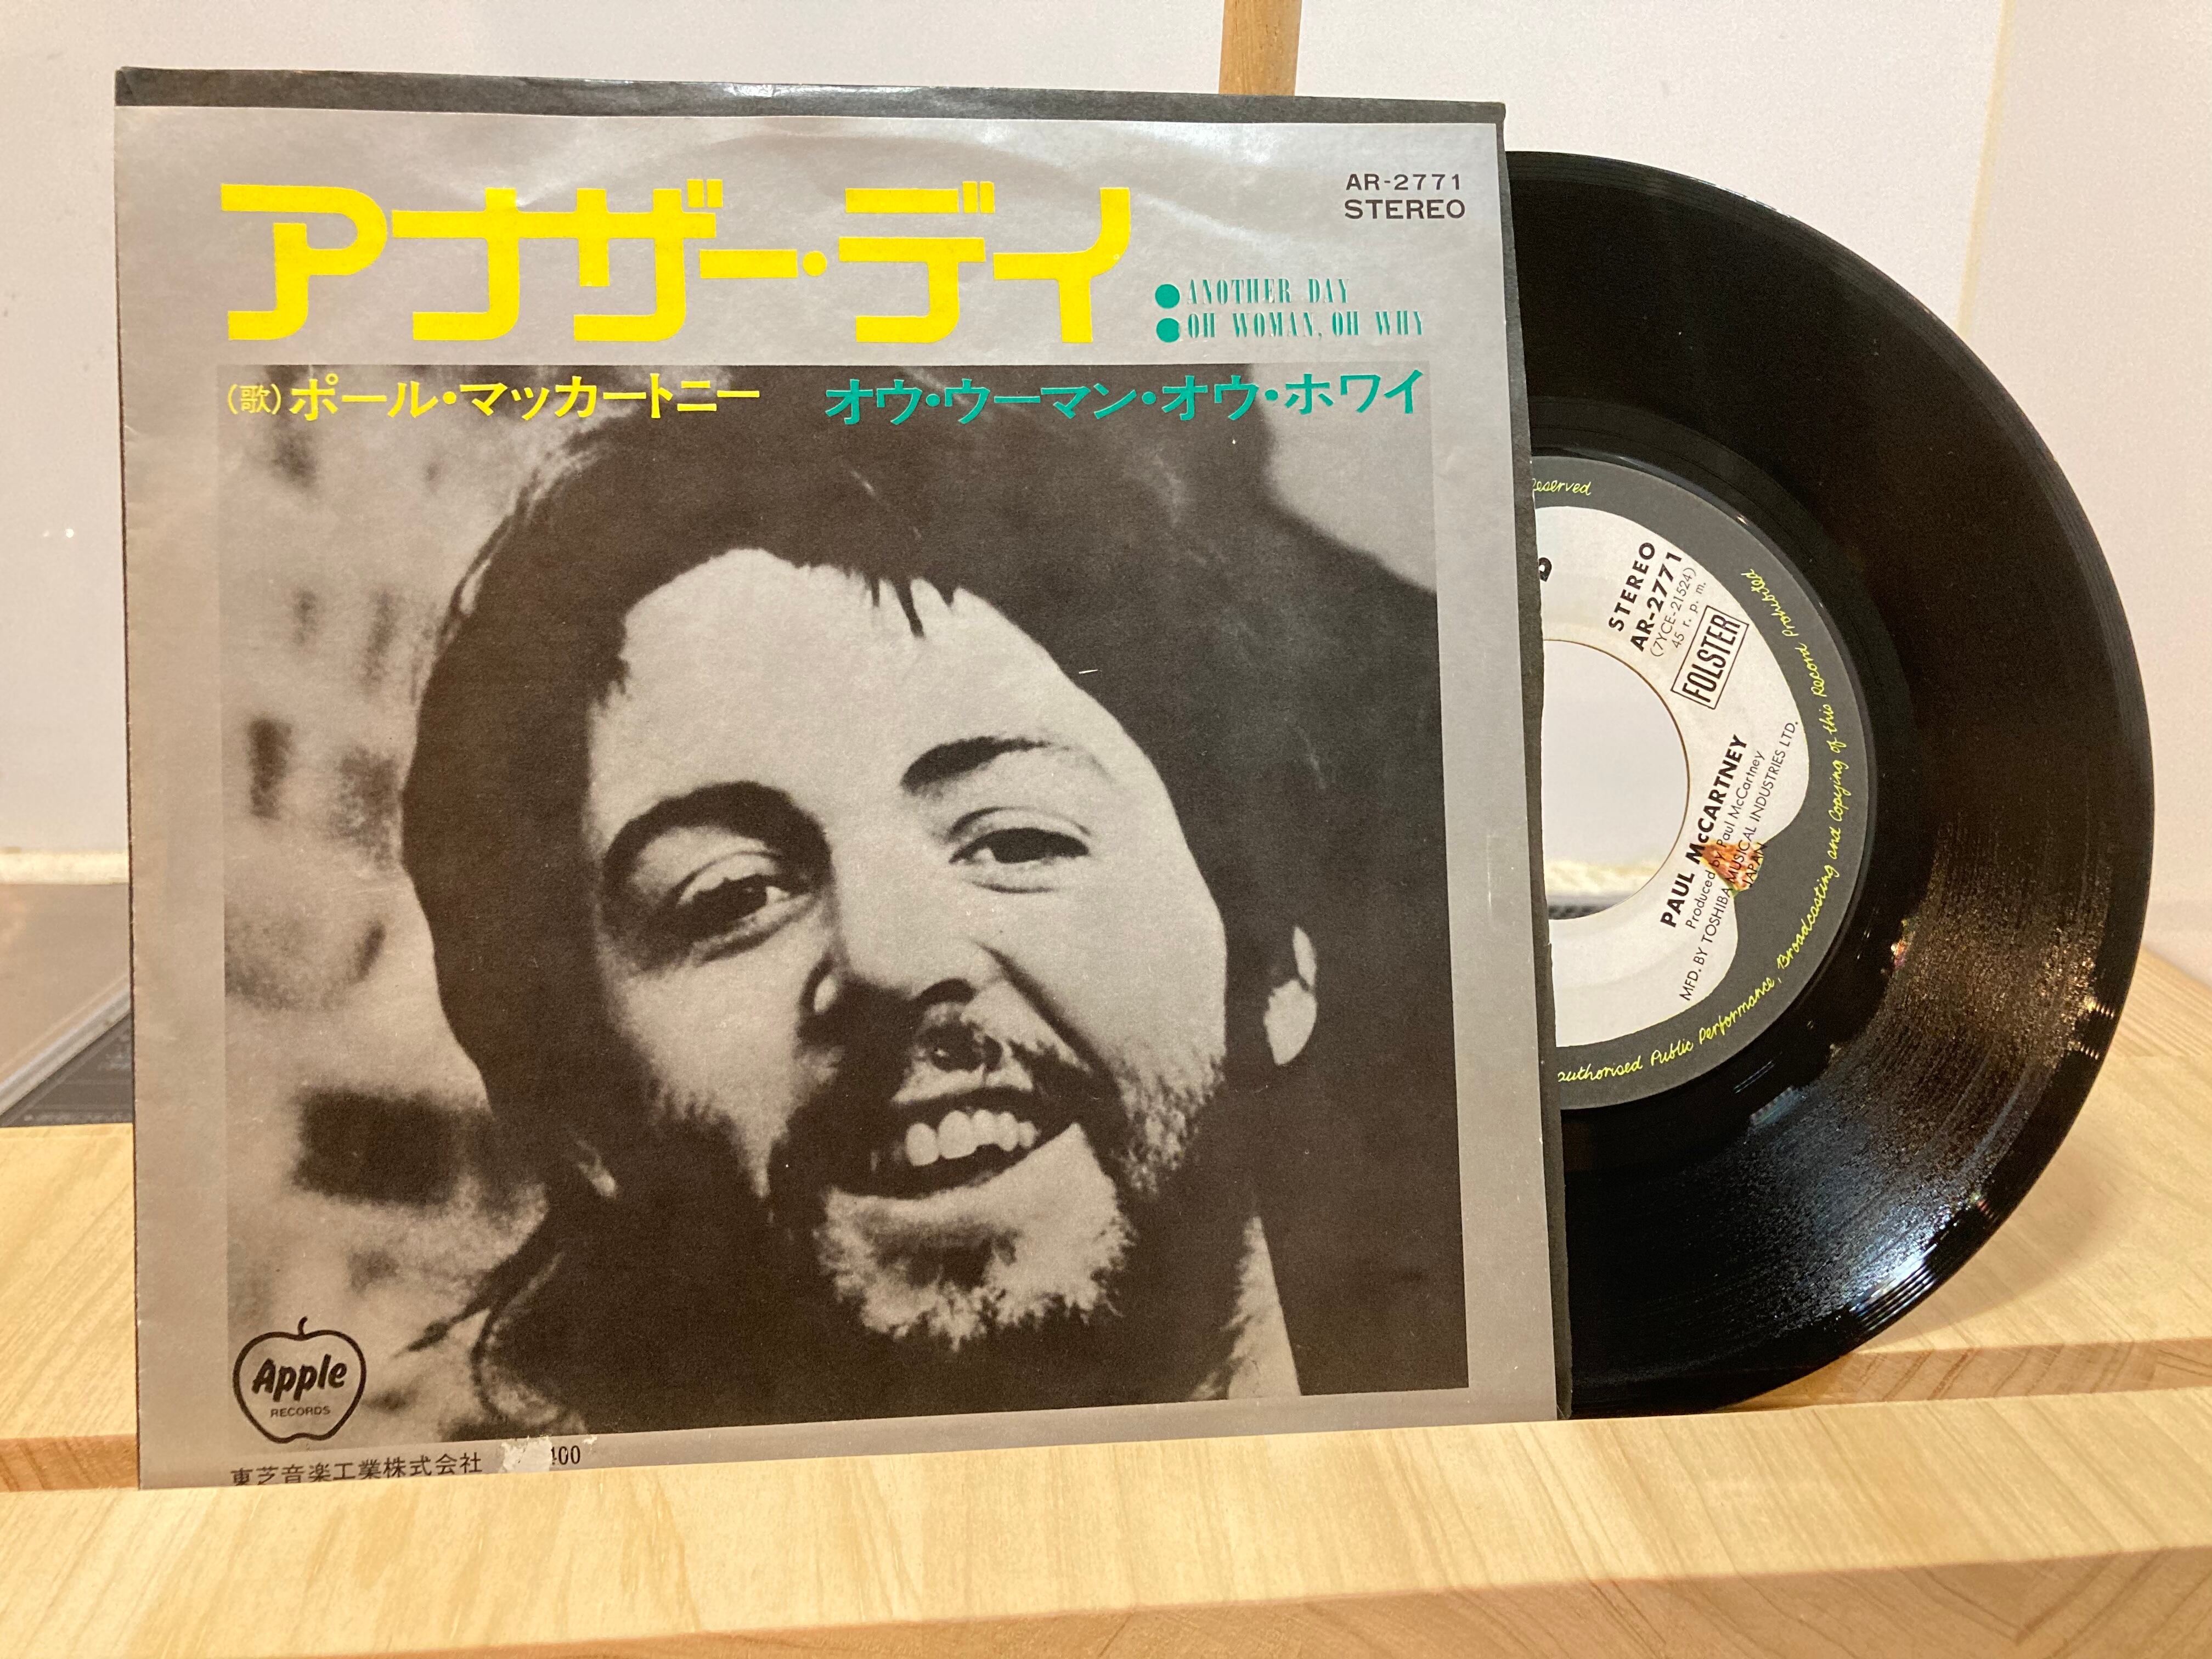 AR-2771
STEREO
アナザー・デイ
●ANOTHER DAY
●OH WOMAN, OH WHY
(歌)ポール・マッカートニー オウ・ウーマン・オウ・ホワイ
Apple
RECORDS
東芝音楽工業株式会社
400
STEREO
AR-2771
(7YCE-21524)
45 r. p. m.
FOLSTER
PAUL McCARTNEY
Produced by Paul McCartney
MFD. BY TOSHIBA MUSICAL INDUSTRIES LTD.
JAPAN
authorised Public Performance, Broadcasting and Copying of this Record Prohibited